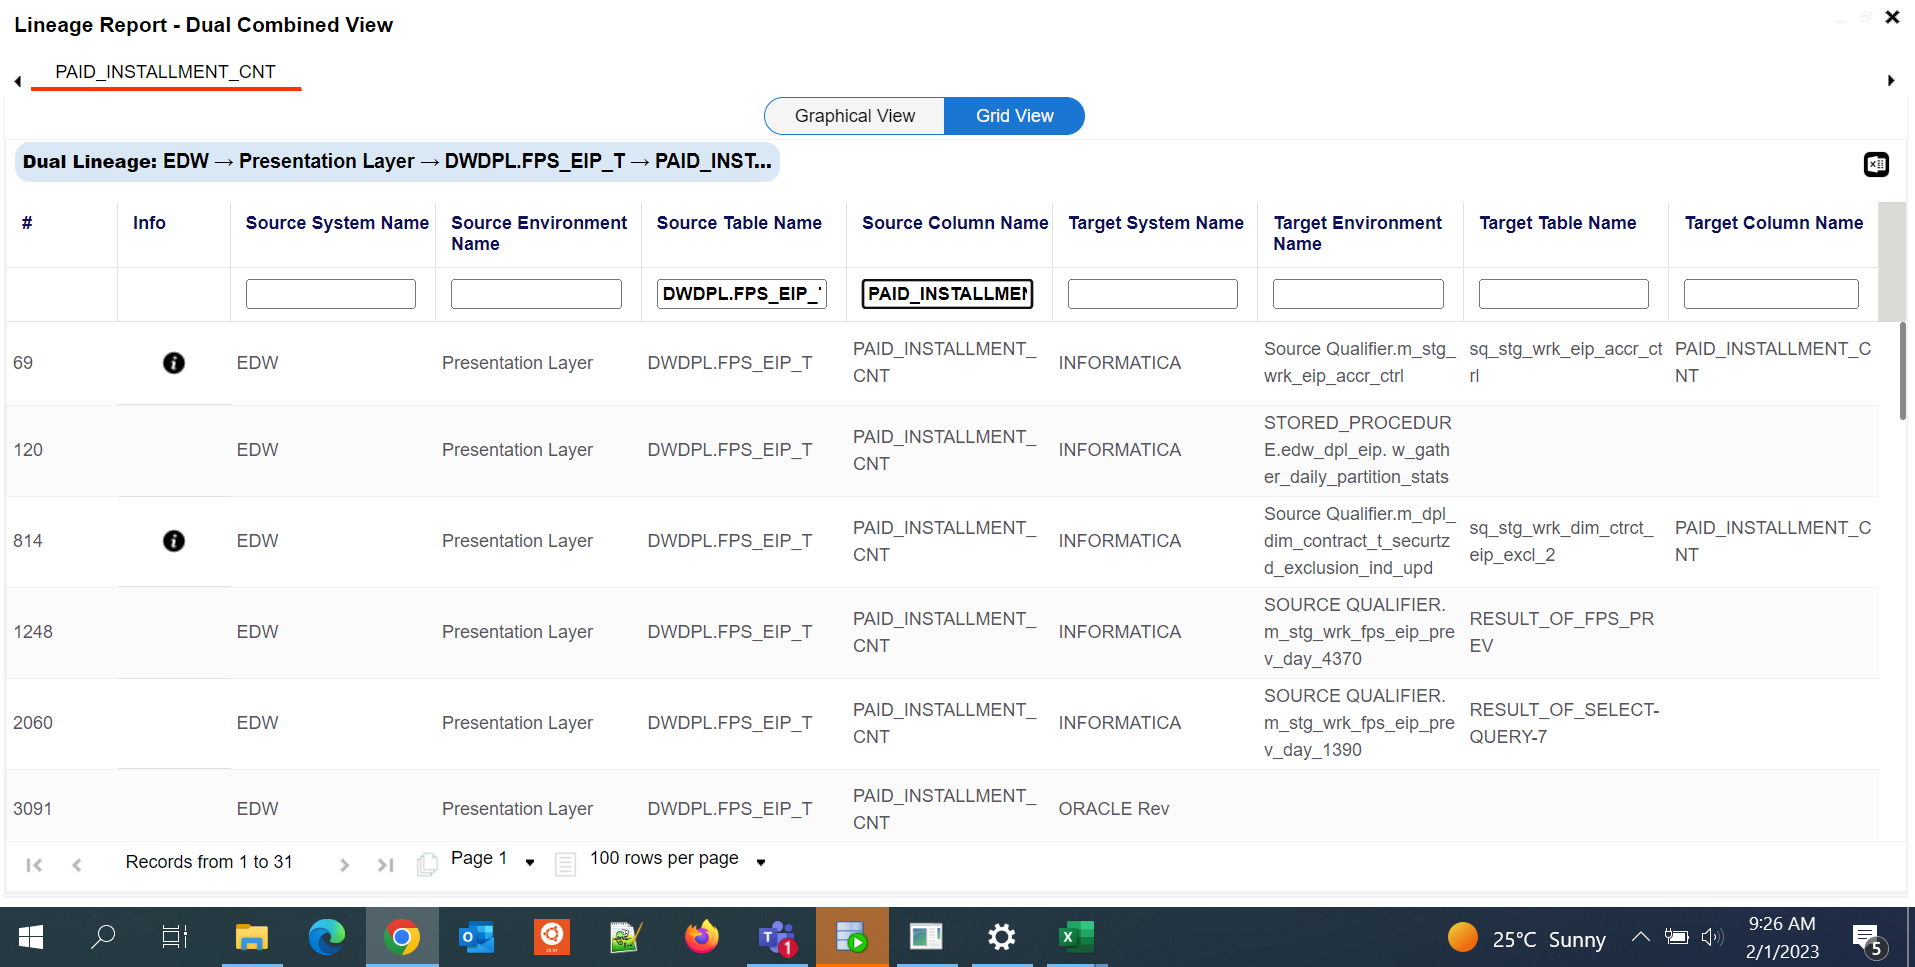 Lineage Report - Dual Combined View
PAID_INSTALLMENT_CNT
Graphical View
Grid View
Dual Lineage: EDW → Presentation Layer → DWDPL.FPS_EIP_T → PAID_INST...
# Info Source System Name Source Environment Name Source Table Name Source Column Name Target System Name Target Environment Name Target Table Name Target Column Name
DWDPL.FPS_EIP_ PAID_INSTALLMEN
69 EDW Presentation Layer DWDPL.FPS_EIP_T PAID_INSTALLMENT_CNT INFORMATICA Source Qualifier.m_stg_wrk_eip_accr_ctrl sq_stg_wrk_eip_accr_ctrl PAID_INSTALLMENT_CNT
120 EDW Presentation Layer DWDPL.FPS_EIP_T PAID_INSTALLMENT_CNT INFORMATICA STORED_PROCEDURE.edw_dpl_eip. w_gather_daily_partition_stats
814 EDW Presentation Layer DWDPL.FPS_EIP_T PAID_INSTALLMENT_CNT INFORMATICA Source Qualifier.m_dpl_dim_contract_t_securtzd_exclusion_ind_upd sq_stg_wrk_dim_ctrct_eip_excl_2 PAID_INSTALLMENT_CNT
1248 EDW Presentation Layer DWDPL.FPS_EIP_T PAID_INSTALLMENT_CNT INFORMATICA SOURCE QUALIFIER.m_stg_wrk_fps_eip_prev_day_4370 RESULT_OF_FPS_PREV
2060 EDW Presentation Layer DWDPL.FPS_EIP_T PAID_INSTALLMENT_CNT INFORMATICA SOURCE QUALIFIER.m_stg_wrk_fps_eip_prev_day_1390 RESULT_OF_SELECT-QUERY-7
3091 EDW Presentation Layer DWDPL.FPS_EIP_T PAID_INSTALLMENT_CNT ORACLE Rev
Records from 1 to 31 Page 1 100 rows per page
1
25°C Sunny
9:26 AM
2/1/2023
5